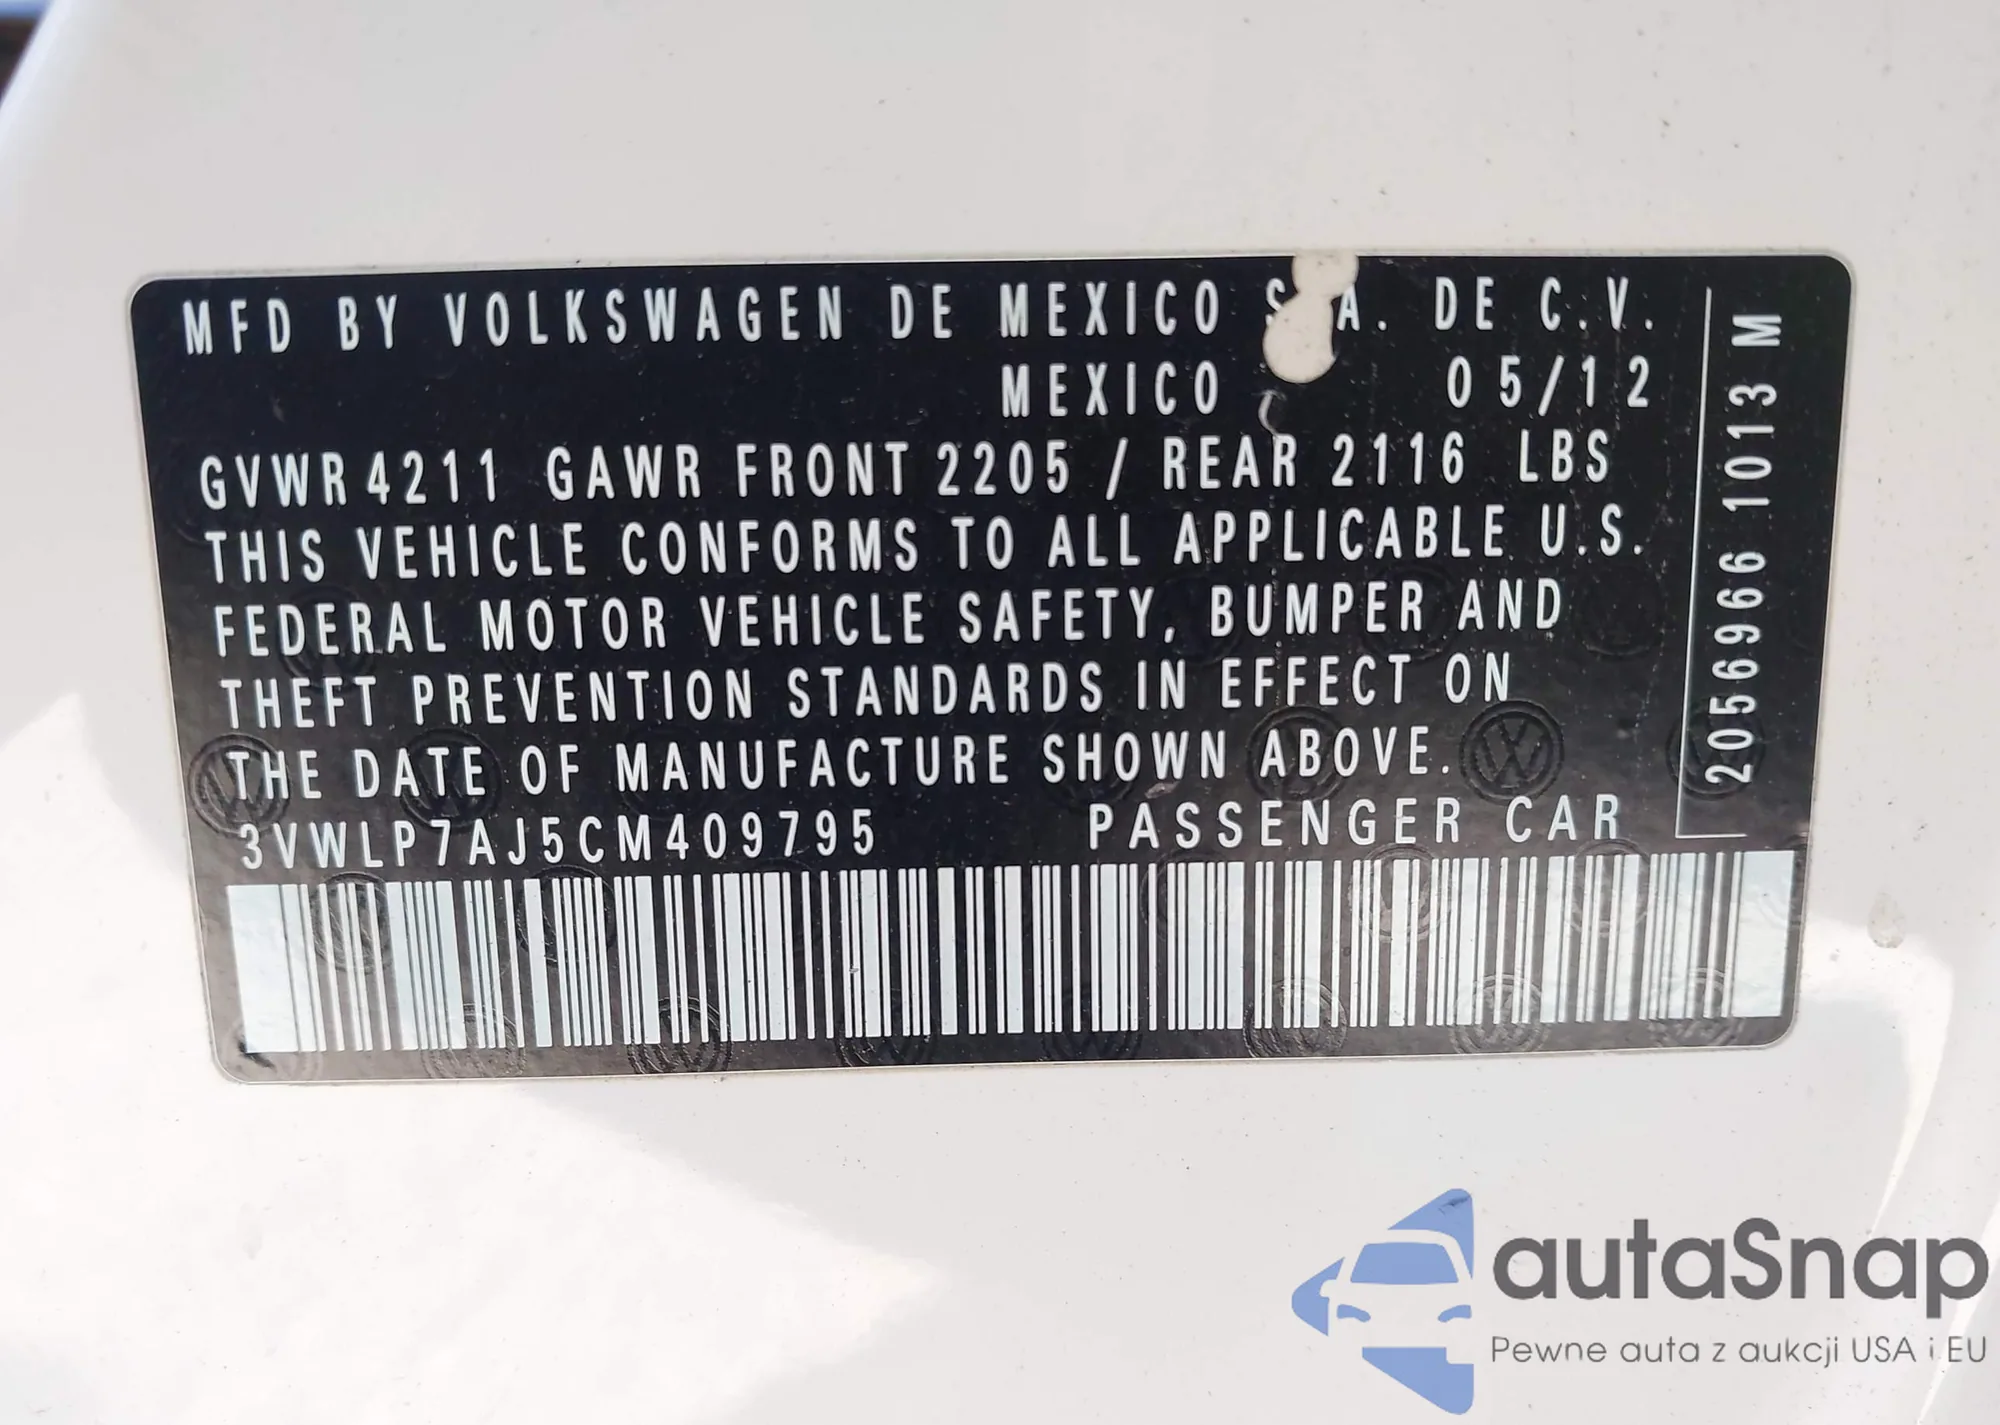 MFD BY VOLKSWAGEN DE MEXICO S.A. DE C.V.
MEXICO 05/12
GVWR 4211 GAWR FRONT 2205 / REAR 2116 LBS
THIS VEHICLE CONFORMS TO ALL APPLICABLE U.S.
FEDERAL MOTOR VEHICLE SAFETY, BUMPER AND
THEFT PREVENTION STANDARDS IN EFFECT ON
THE DATE OF MANUFACTURE SHOWN ABOVE.
3VWLP7AJ5CM409795 PASSENGER CAR
20569966 1013 M
autaSnap
Pewne auta z aukcji USA i EU